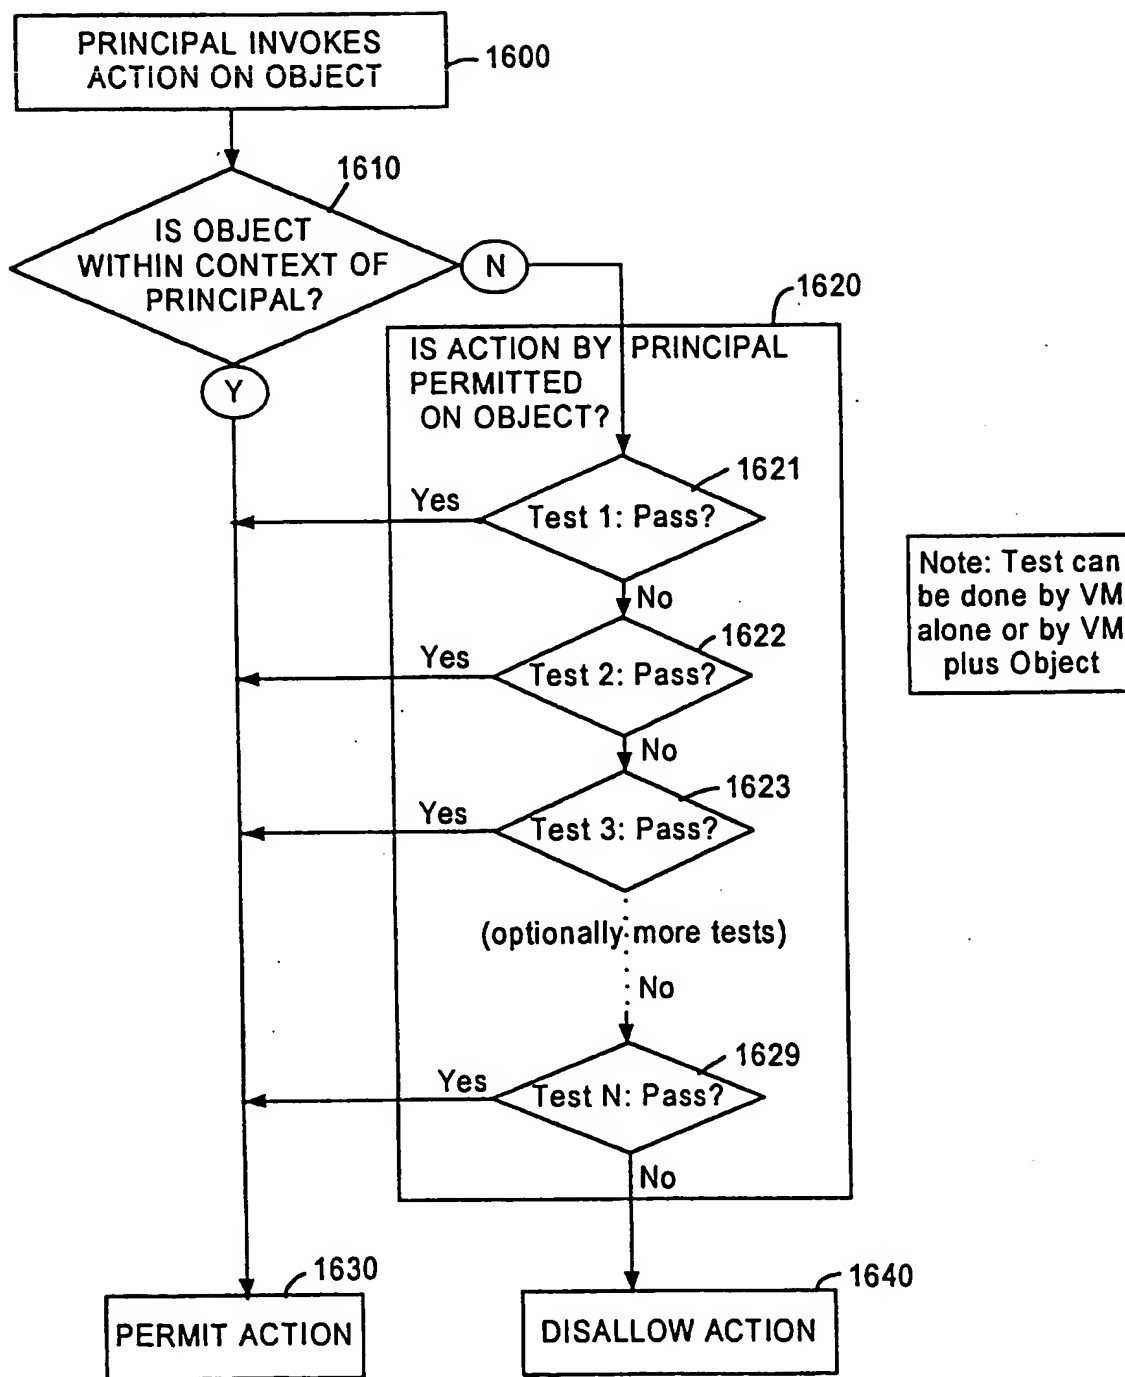 PRINCIPAL INVOKES
ACTION ON OBJECT
1600
1610
IS OBJECT
WITHIN CONTEXT OF
PRINCIPAL?
N
Y
1620
IS ACTION BY PRINCIPAL
PERMITTED
ON OBJECT?
1621
Yes
Test 1: Pass?
No
1622
Yes
Test 2: Pass?
No
1623
Yes
Test 3: Pass?
(optionally more tests)
No
1629
Yes
Test N: Pass?
No
Note: Test can
be done by VM
alone or by VM
plus Object
1630
PERMIT ACTION
1640
DISALLOW ACTION